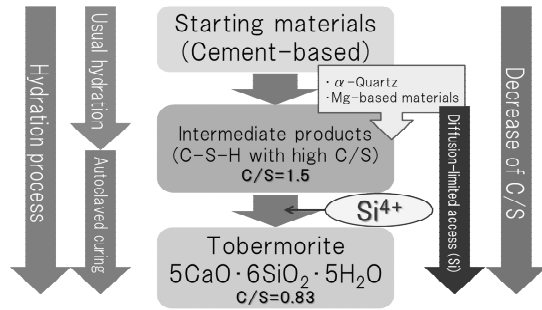 Hydration process
Usual hydration
Autoclaved curing
Starting materials
(Cement-based)
· α-Quartz
·Mg-based materials
Intermediate products
(C-S-H with high C/S)
C/S=1.5
Si4+
Tobermorite
5CaO·6SiO2·5H2O
C/S=0.83
Diffusion-limited access (Si)
Decrease of C/S